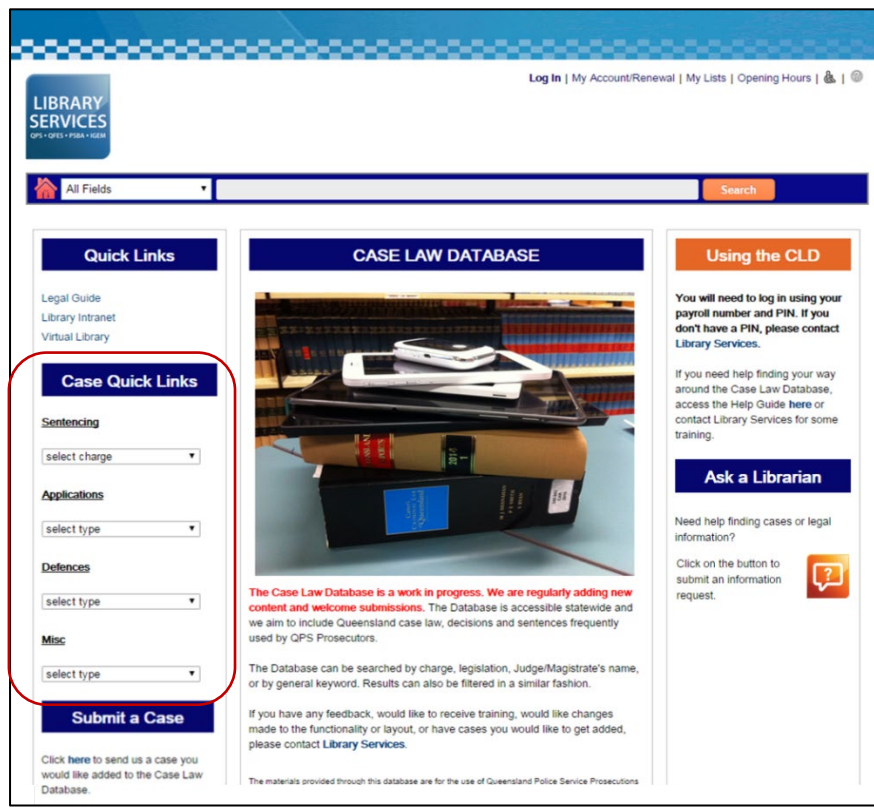 Log In | My Account/Renewal | My Lists | Opening Hours |
LIBRARY
SERVICES
QPS • QFES • PSBA • IGEM
All Fields
Search
Quick Links
Legal Guide
Library Intranet
Virtual Library
Case Quick Links
Sentencing
select charge
Applications
select type
Defences
select type
Misc
select type
Submit a Case
Click here to send us a case you
would like added to the Case Law
Database.
CASE LAW DATABASE
2014
1
The Case Law Database is a work in progress. We are regularly adding new
content and welcome submissions. The Database is accessible statewide and
we aim to include Queensland case law, decisions and sentences frequently
used by QPS Prosecutors.
The Database can be searched by charge, legislation, Judge/Magistrate's name,
or by general keyword. Results can also be filtered in a similar fashion.
If you have any feedback, would like to receive training, would like changes
made to the functionality or layout, or have cases you would like to get added,
please contact Library Services.
The materials provided through this database are for the use of Queensland Police Service Prosecutions
Using the CLD
You will need to log in using your
payroll number and PIN. If you
don't have a PIN, please contact
Library Services.
If you need help finding your way
around the Case Law Database,
access the Help Guide here or
contact Library Services for some
training.
Ask a Librarian
Need help finding cases or legal
information?
Click on the button to
submit an information
request.
?